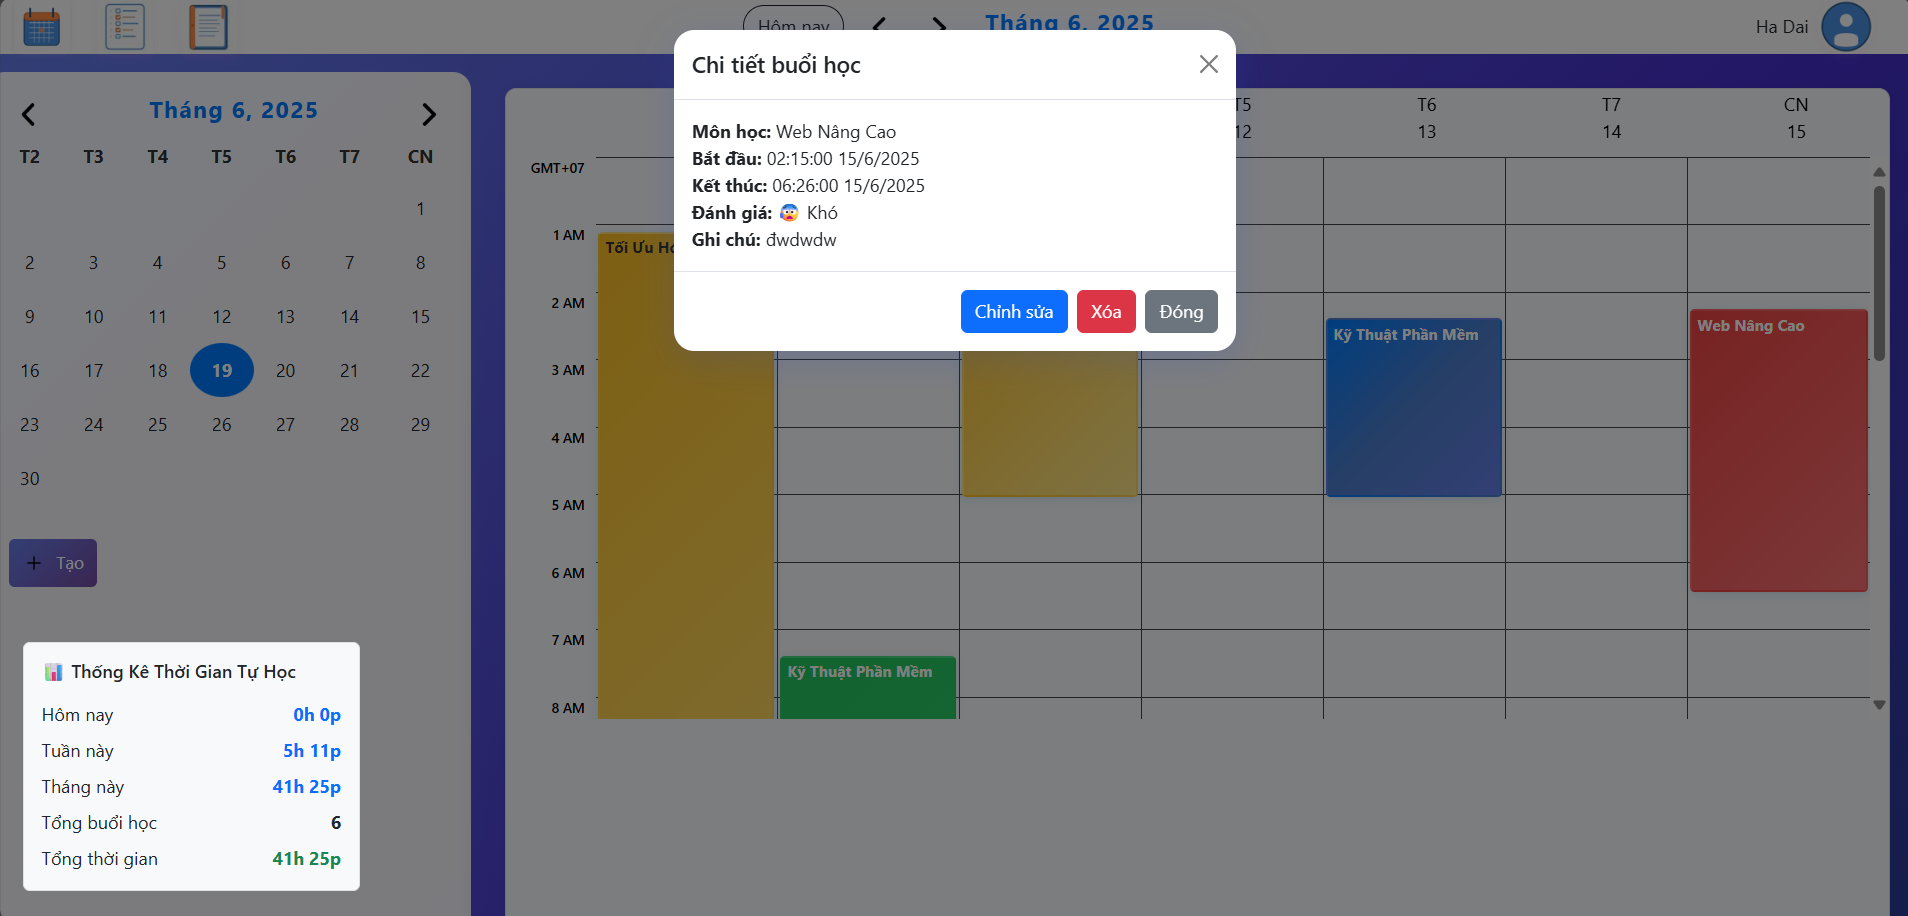 Hôm nay
Tháng 6, 2025
Ha Dai
Tháng 6, 2025
T2 T3 T4 T5 T6 T7 CN
1
2 3 4 5 6 7 8
9 10 11 12 13 14 15
16 17 18 19 20 21 22
23 24 25 26 27 28 29
30
+ Tạo
📊 Thống Kê Thời Gian Tự Học
Hôm nay 0h 0p
Tuần này 5h 11p
Tháng này 41h 25p
Tổng buổi học 6
Tổng thời gian 41h 25p
Chi tiết buổi học
Môn học: Web Nâng Cao
Bắt đầu: 02:15:00 15/6/2025
Kết thúc: 06:26:00 15/6/2025
Đánh giá: 😨 Khó
Ghi chú: đwdwdw
Chỉnh sửa Xóa Đóng
T5 T6 T7 CN
12 13 14 15
GMT+07
1 AM
Tối Ưu
2 AM
Web Nâng Cao
Kỹ Thuật Phần Mềm
3 AM
4 AM
5 AM
6 AM
7 AM
Kỹ Thuật Phần Mềm
8 AM